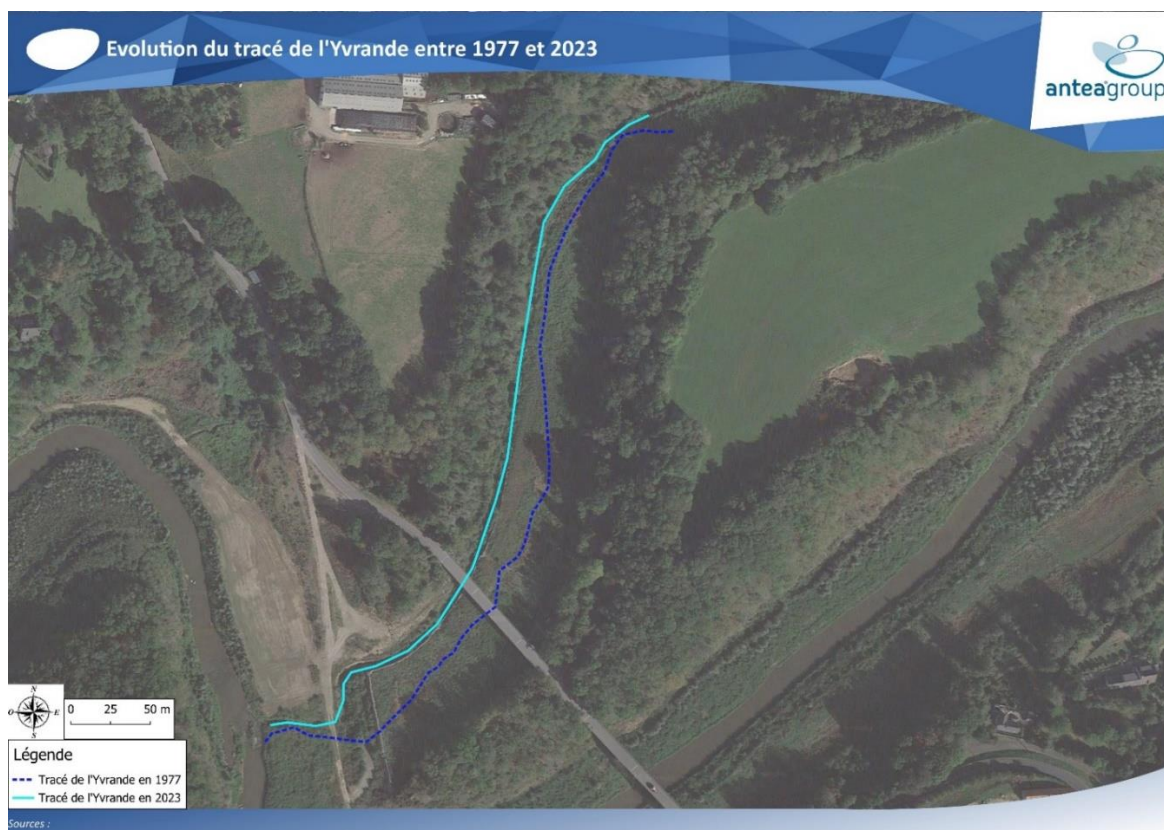 Evolution du tracé de l'Yvrande entre 1977 et 2023
anteagroup
N
O E
S
0 25 50 m
Légende
Tracé de l'Yvrande en 1977
Tracé de l'Yvrande en 2023
Sources :